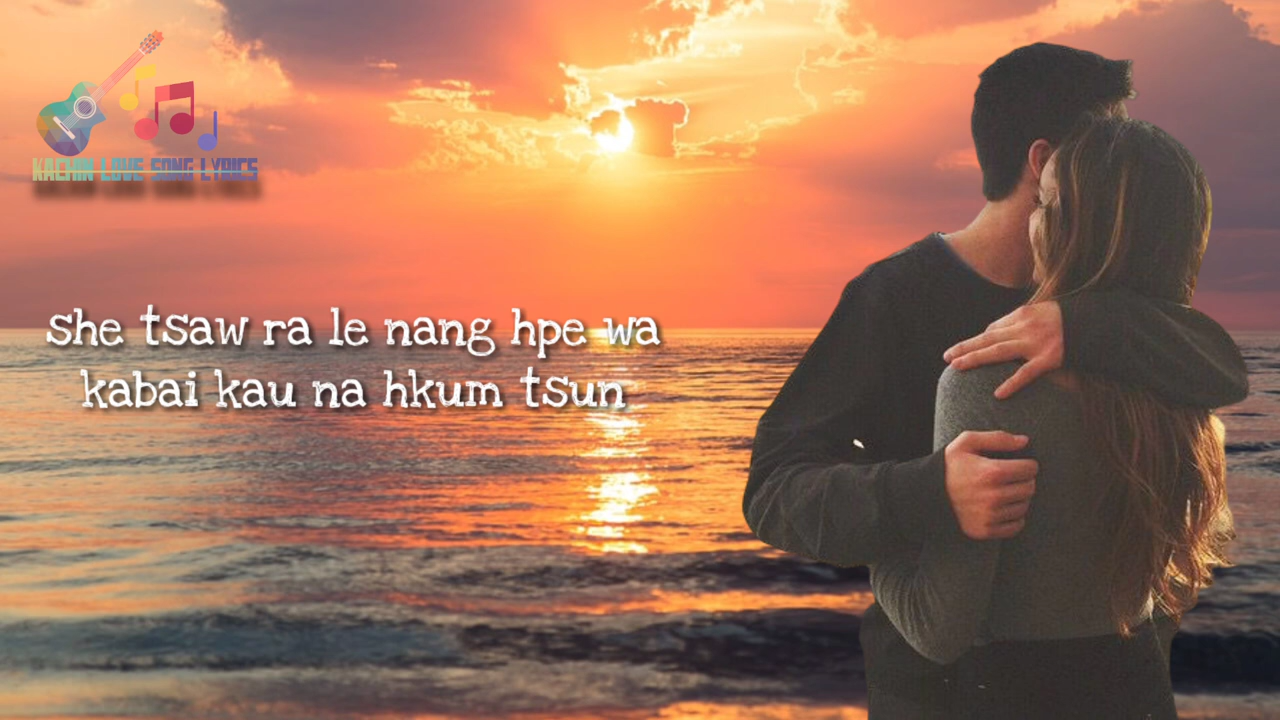 KACHIN LOVE SONG LYRICS
she tsaw ra le nang hpe wa
kabai kau na hkum tsun